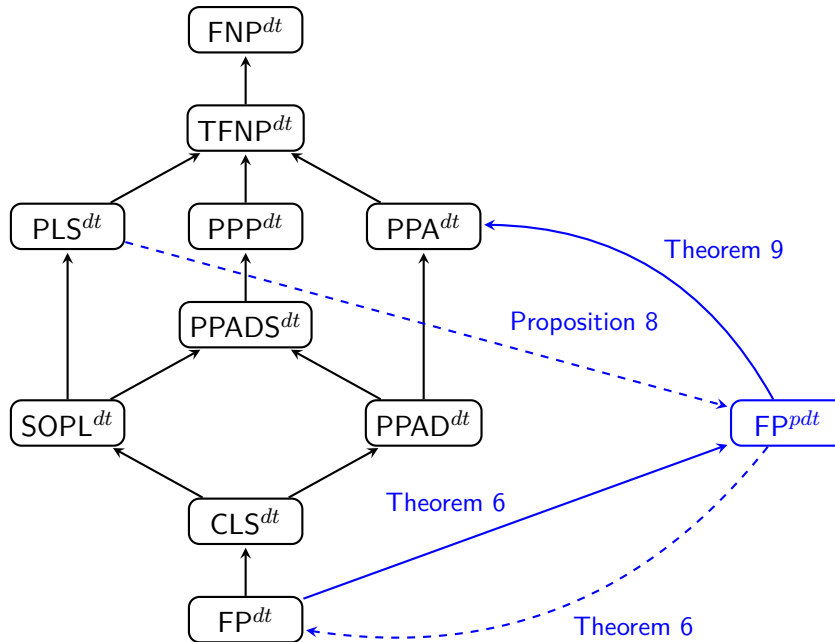 FNP^{dt}
TFNP^{dt}
PLS^{dt}
PPP^{dt}
PPA^{dt}
Theorem 9
PPADS^{dt}
Proposition 8
SOPL^{dt}
PPAD^{dt}
FP^{pdt}
Theorem 6
CLS^{dt}
FP^{dt}
Theorem 6